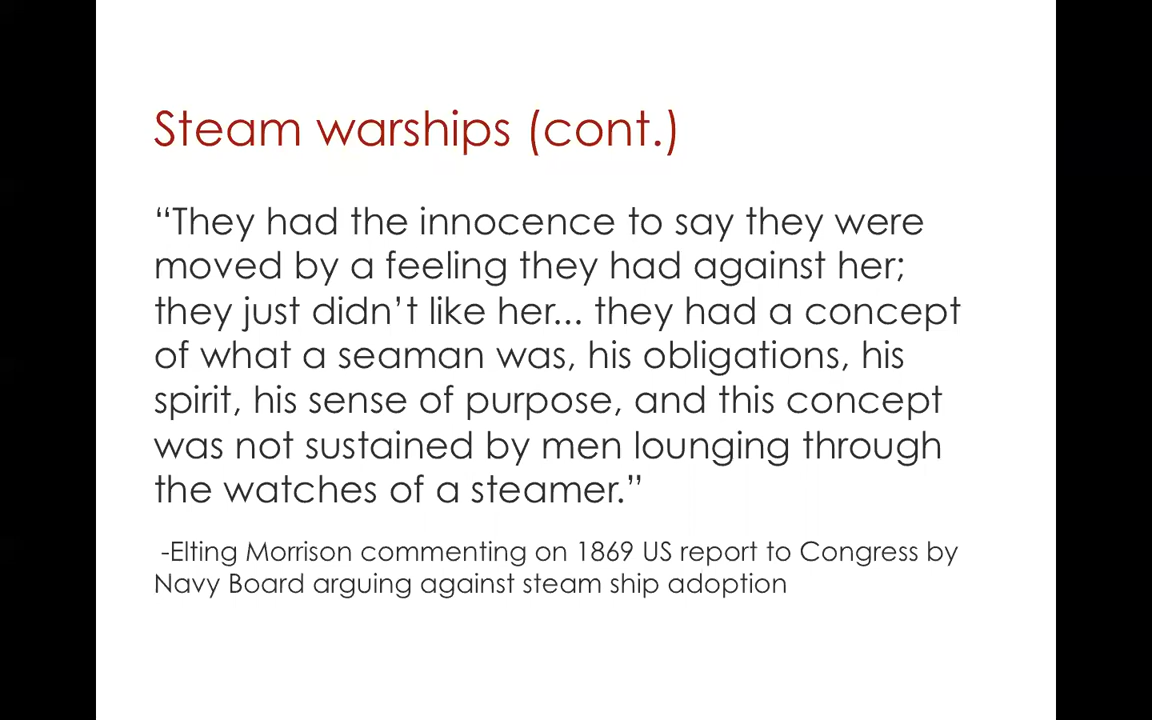 Steam warships (cont.)
“They had the innocence to say they were
moved by a feeling they had against her;
they just didn’t like her... they had a concept
of what a seaman was, his obligations, his
spirit, his sense of purpose, and this concept
was not sustained by men lounging through
the watches of a steamer.”
-Elting Morrison commenting on 1869 US report to Congress by
Navy Board arguing against steam ship adoption